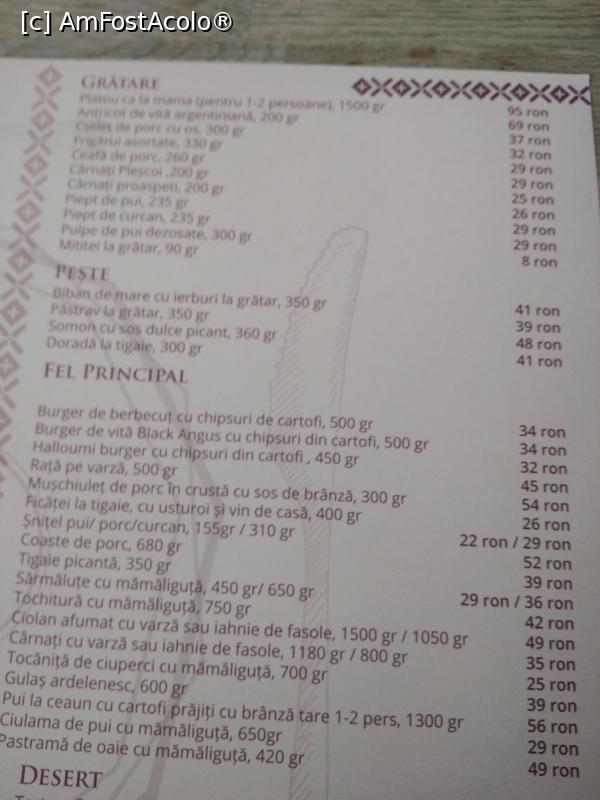 [c] AmFostAcolo®
GRĂTARE
Platou ca la mama (pentru 1-2 persoane), 1500 gr 95 ron
Antricot de vită argentiniană, 200 gr 69 ron
Cotlet de porc cu os, 300 gr 37 ron
Frigărui asortate, 330 gr 32 ron
Ceafă de porc, 260 gr 29 ron
Cârnați Pleșcoi ,200 gr 29 ron
Cârnați proaspeti, 200 gr 25 ron
Piept de pui, 235 gr 26 ron
Piept de curcan, 235 gr 29 ron
Pulpe de pui dezosate, 300 gr 29 ron
Mititei la grătar, 90 gr 8 ron
PEȘTE
Biban de mare cu ierburi la grătar, 350 gr 41 ron
Păstrav la grătar, 350 gr 39 ron
Somon cu sos dulce picant, 360 gr 48 ron
Doradă la tigaie, 300 gr 41 ron
FEL PRINCIPAL
Burger de berbecuț cu chipsuri de cartofi, 500 gr 34 ron
Burger de vită Black Angus cu chipsuri din cartofi, 500 gr 34 ron
Halloumi burger cu chipsuri din cartofi , 450 gr 32 ron
Rață pe varză, 500 gr 45 ron
Mușchiuleț de porc în crustă cu sos de brânză, 300 gr 54 ron
Ficăței la tigaie, cu usturoi și vin de casă, 400 gr 26 ron
Șnițel pui/ porc/curcan, 155gr / 310 gr 22 ron / 29 ron
Coaste de porc, 680 gr 52 ron
Tigaie picantă, 350 gr 39 ron
Sărmăluțe cu mămăliguță, 450 gr/ 650 gr 29 ron / 36 ron
Tochitură cu mămăliguță, 750 gr 42 ron
Ciolan afumat cu varză sau iahnie de fasole, 1500 gr / 1050 gr 49 ron
Cârnați cu varză sau iahnie de fasole, 1180 gr / 800 gr 35 ron
Tocăniță de ciuperci cu mămăliguță, 700 gr 25 ron
Gulaș ardelenesc, 600 gr 39 ron
Pui la ceaun cu cartofi prăjiți cu brânză tare 1-2 pers, 1300 gr 56 ron
Ciulama de pui cu mămăliguță, 650gr 29 ron
Pastramă de oaie cu mămăliguță, 420 gr 49 ron
DESERT